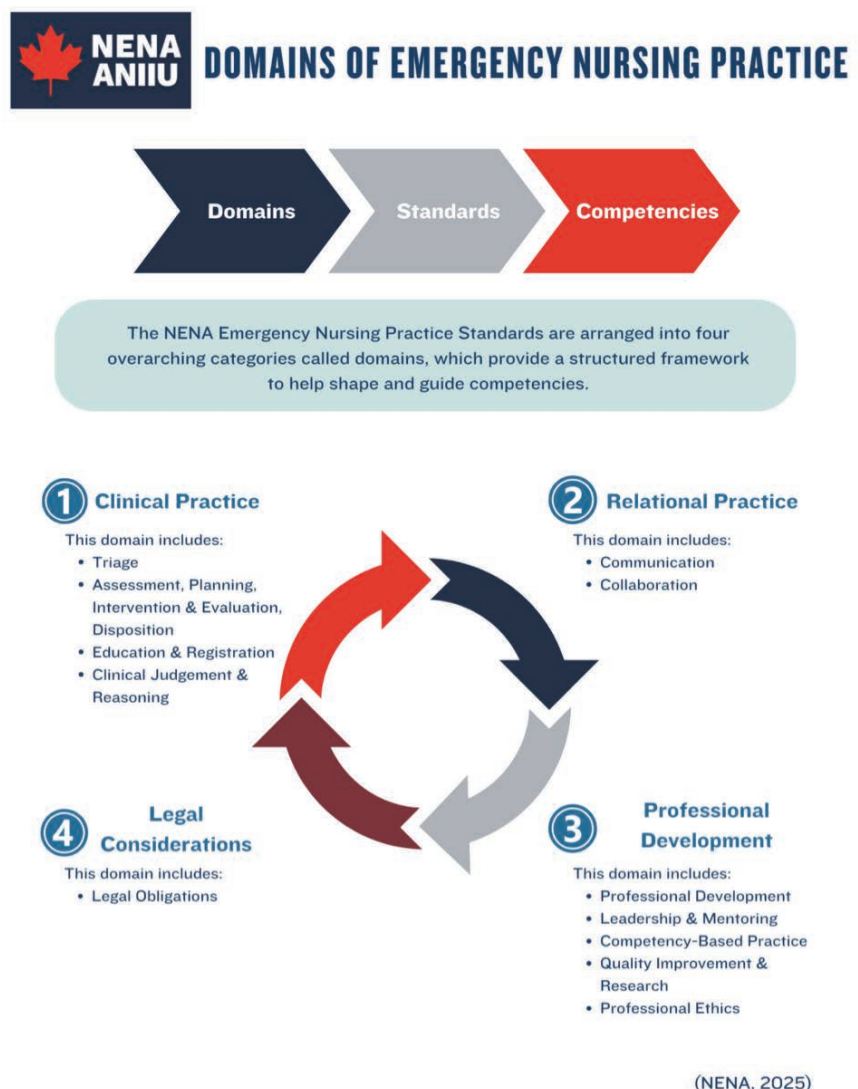 NENA
ANIIU
DOMAINS OF EMERGENCY NURSING PRACTICE
Domains
Standards
Competencies
The NENA Emergency Nursing Practice Standards are arranged into four
overarching categories called domains, which provide a structured framework
to help shape and guide competencies.
1 Clinical Practice
This domain includes:
• Triage
• Assessment, Planning,
Intervention & Evaluation,
Disposition
• Education & Registration
• Clinical Judgement &
Reasoning
2 Relational Practice
This domain includes:
• Communication
• Collaboration
3 Professional
Development
This domain includes:
• Professional Development
• Leadership & Mentoring
• Competency-Based Practice
• Quality Improvement &
Research
• Professional Ethics
4 Legal
Considerations
This domain includes:
• Legal Obligations
(NENA, 2025)